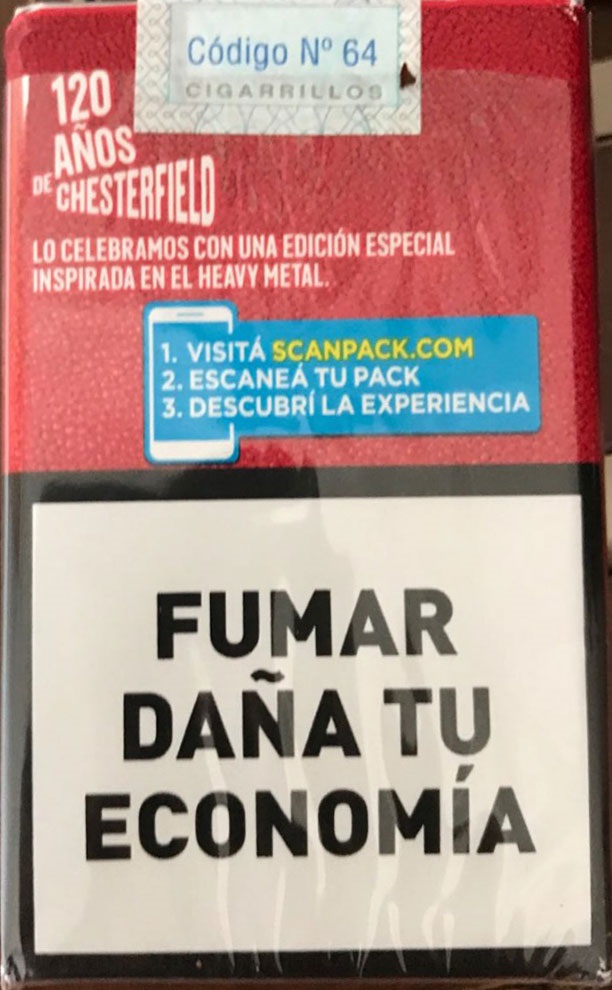 Código Nº 64
CIGARRILLOS
120
AÑOS
DE CHESTERFIELD
LO CELEBRAMOS CON UNA EDICIÓN ESPECIAL
INSPIRADA EN EL HEAVY METAL.
1. VISITÁ SCANPACK.COM
2. ESCANEÁ TU PACK
3. DESCUBRÍ LA EXPERIENCIA
FUMAR
DAÑA TU
ECONOMÍA